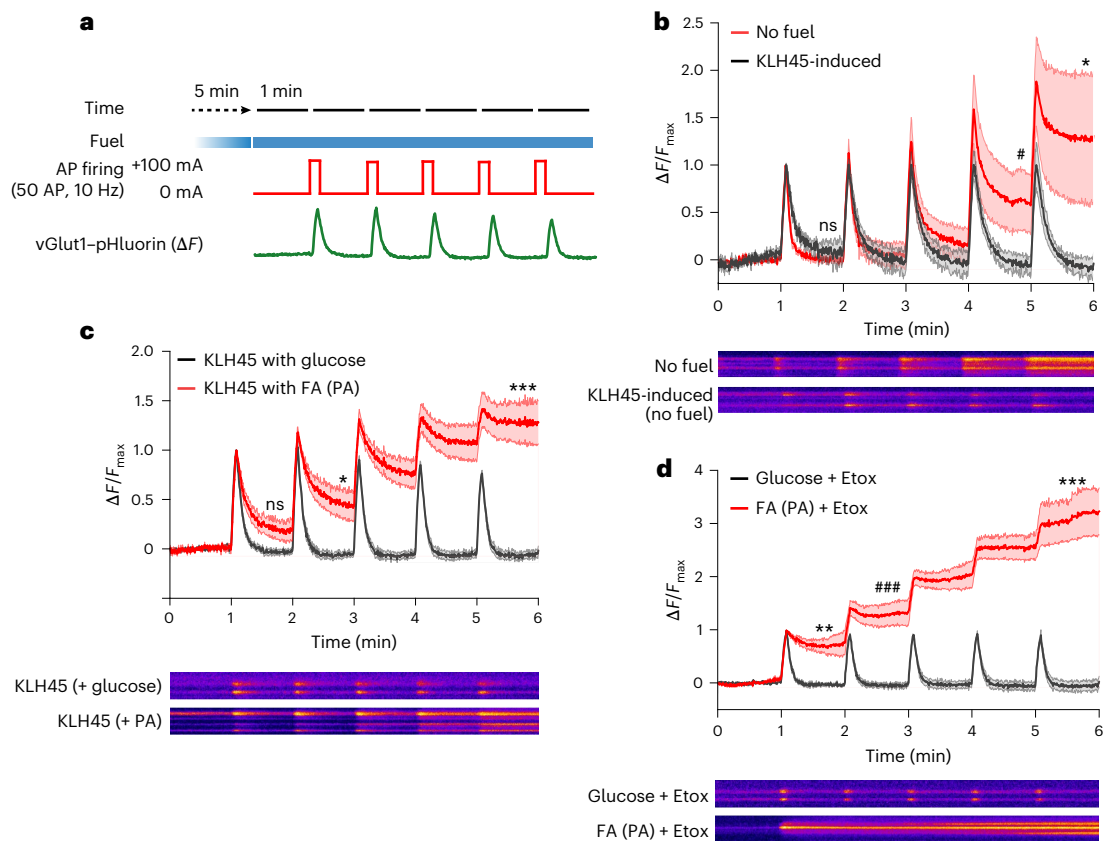 a
5 min
1 min
Time
Fuel
AP firing
(50 AP, 10 Hz)
+100 mA
0 mA
vGlut1–pHluorin (ΔF)
b
No fuel
KLH45-induced
2.5
2.0
1.5
1.0
0.5
0
ΔF/Fmax
ns
#
*
0 1 2 3 4 5 6
Time (min)
No fuel
KLH45-induced
(no fuel)
c
KLH45 with glucose
KLH45 with FA (PA)
2.0
1.5
1.0
0.5
0
ΔF/Fmax
ns
*
***
0 1 2 3 4 5 6
Time (min)
KLH45 (+ glucose)
KLH45 (+ PA)
d
Glucose + Etox
FA (PA) + Etox
4
3
2
1
0
ΔF/Fmax
**
###
***
0 1 2 3 4 5 6
Time (min)
Glucose + Etox
FA (PA) + Etox